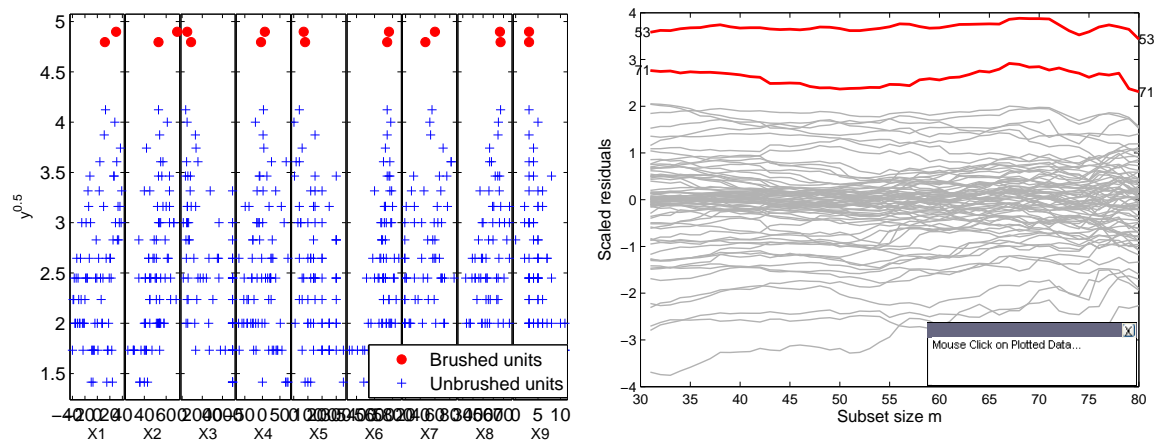 5
4.5
4
3.5
3
2.5
2
1.5
y^0.5
Brushed units
Unbrushed units
X1 X2 X3 X4 X5 X6 X7 X8 X9
4
3
2
1
0
−1
−2
−3
−4
Scaled residuals
53
71
53
71
Mouse Click on Plotted Data...
X
30 35 40 45 50 55 60 65 70 75 80
Subset size m